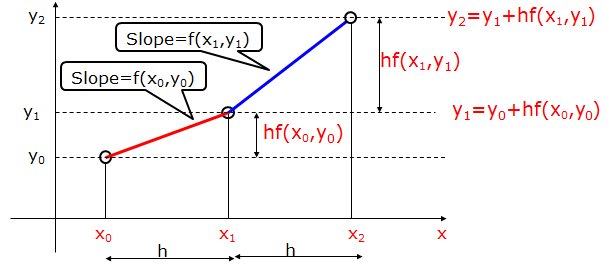 y₂
y₂=y₁+hf(x₁,y₁)
Slope=f(x₁,y₁)
hf(x₁,y₁)
Slope=f(x₀,y₀)
y₁
y₁=y₀+hf(x₀,y₀)
hf(x₀,y₀)
y₀
x₀ x₁ x₂ x
h h